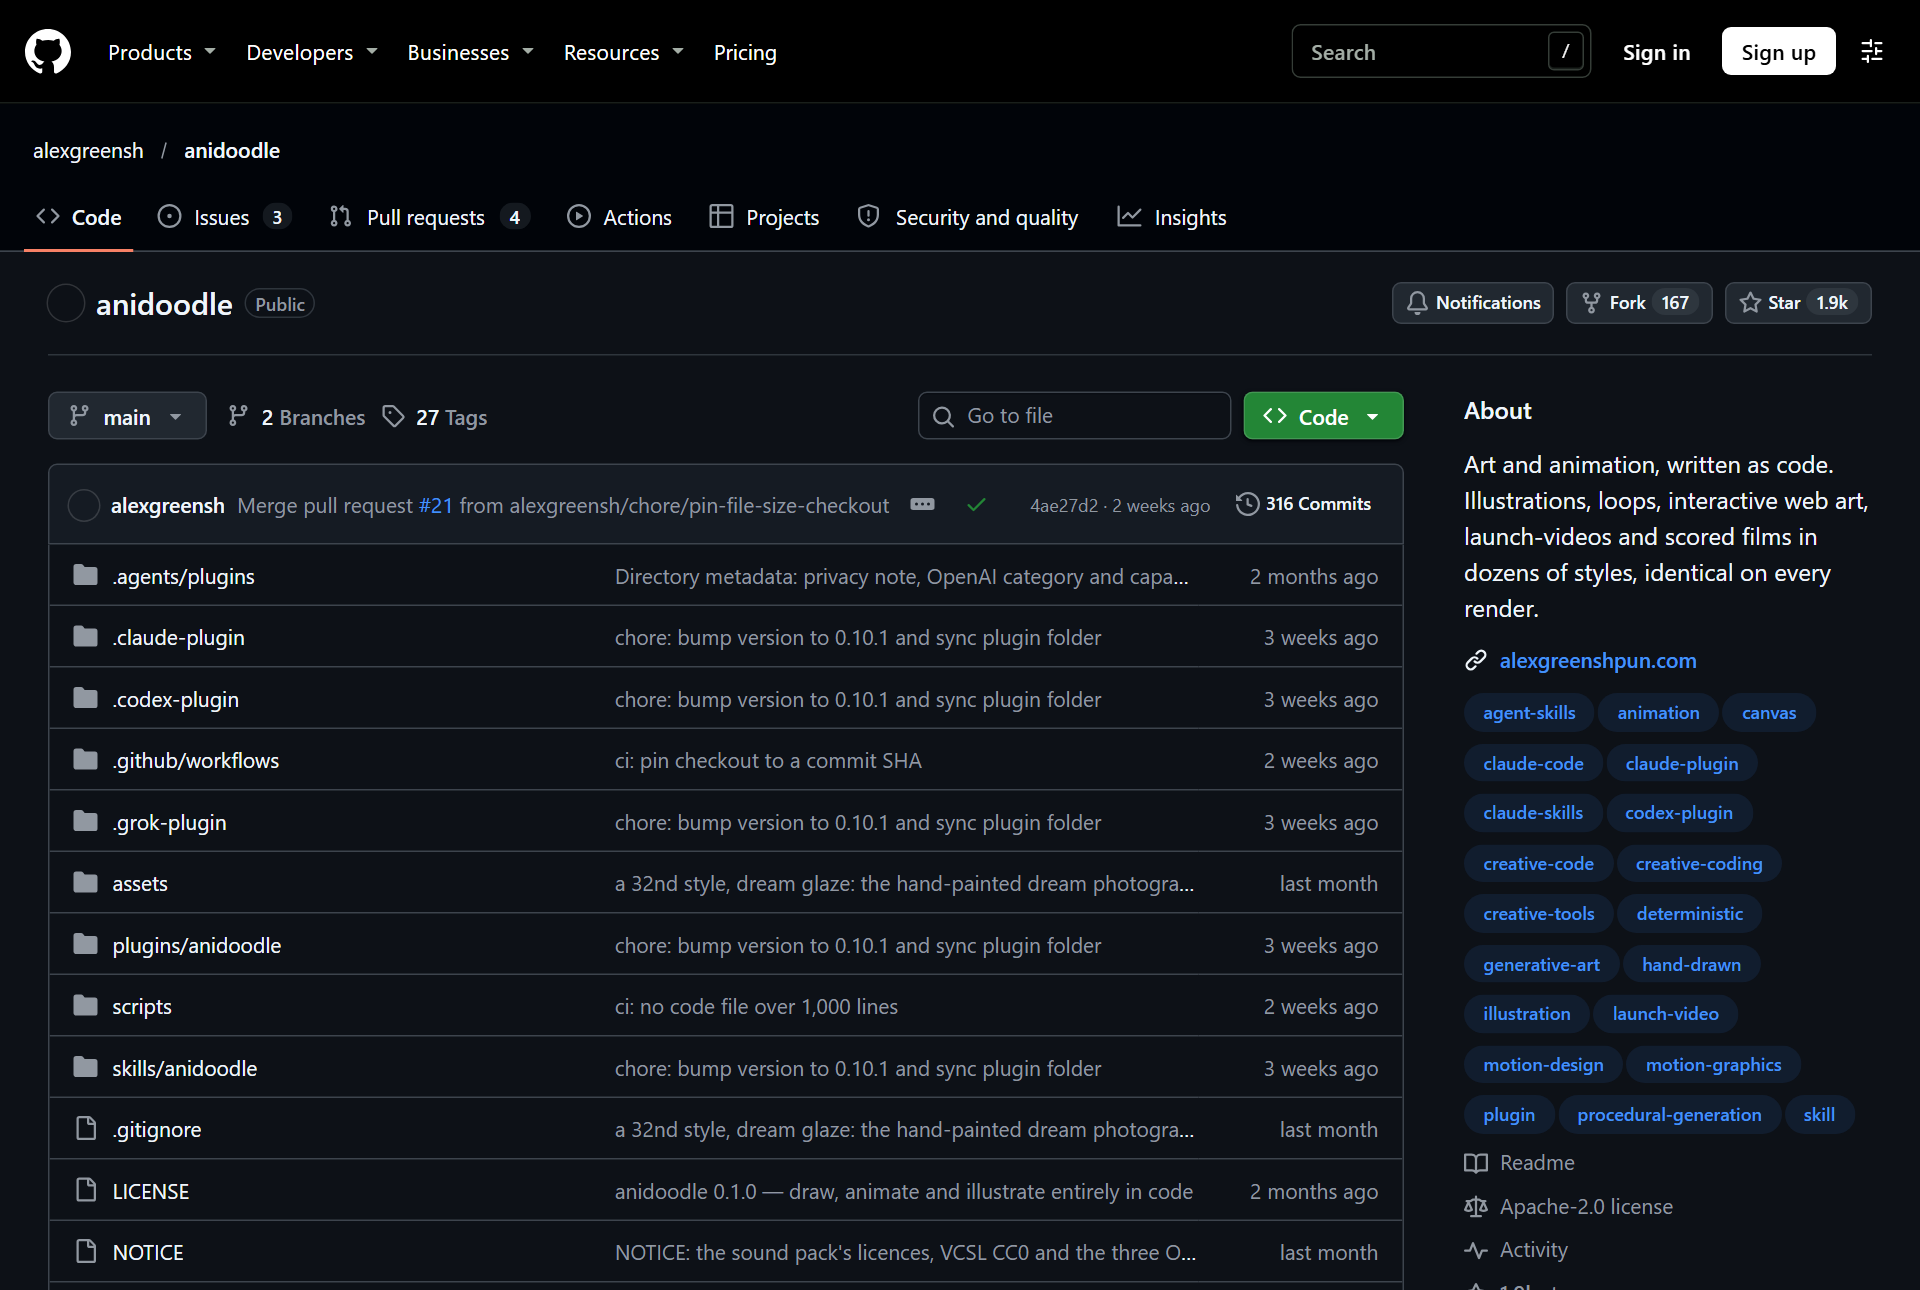 Products Developers Businesses Resources Pricing Search / Sign in Sign up
alexgreensh / anidoodle
Code Issues 3 Pull requests 4 Actions Projects Security and quality Insights
anidoodle Public Notifications Fork 167 Star 1.9k
main 2 Branches 27 Tags Go to file Code
alexgreensh Merge pull request #21 from alexgreensh/chore/pin-file-size-checkout 4ae27d2 · 2 weeks ago 316 Commits
.agents/plugins Directory metadata: privacy note, OpenAI category and capa... 2 months ago
.claude-plugin chore: bump version to 0.10.1 and sync plugin folder 3 weeks ago
.codex-plugin chore: bump version to 0.10.1 and sync plugin folder 3 weeks ago
.github/workflows ci: pin checkout to a commit SHA 2 weeks ago
.grok-plugin chore: bump version to 0.10.1 and sync plugin folder 3 weeks ago
assets a 32nd style, dream glaze: the hand-painted dream photogra... last month
plugins/anidoodle chore: bump version to 0.10.1 and sync plugin folder 3 weeks ago
scripts ci: no code file over 1,000 lines 2 weeks ago
skills/anidoodle chore: bump version to 0.10.1 and sync plugin folder 3 weeks ago
.gitignore a 32nd style, dream glaze: the hand-painted dream photogra... last month
LICENSE anidoodle 0.1.0 — draw, animate and illustrate entirely in code 2 months ago
NOTICE NOTICE: the sound pack's licences, VCSL CC0 and the three O... last month
About
Art and animation, written as code.
Illustrations, loops, interactive web art,
launch-videos and scored films in
dozens of styles, identical on every
render.
alexgreenshpun.com
agent-skills animation canvas
claude-code claude-plugin
claude-skills codex-plugin
creative-code creative-coding
creative-tools deterministic
generative-art hand-drawn
illustration launch-video
motion-design motion-graphics
plugin procedural-generation skill
Readme
Apache-2.0 license
Activity